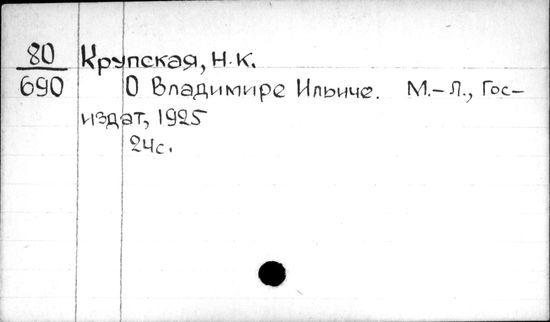 80 Крупская, Н.К.
690 О Владимире Ильиче. М.-Л., Гос-
издат, 1925
24с.